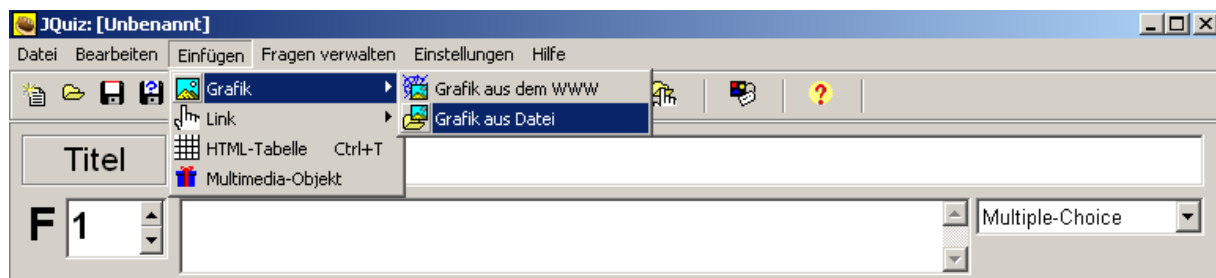 JQuiz: [Unbenannt]
Datei Bearbeiten Einfügen Fragen verwalten Einstellungen Hilfe
Grafik Grafik aus dem WWW
Link Grafik aus Datei
HTML-Tabelle Ctrl+T
Multimedia-Objekt
Titel
F 1 Multiple-Choice